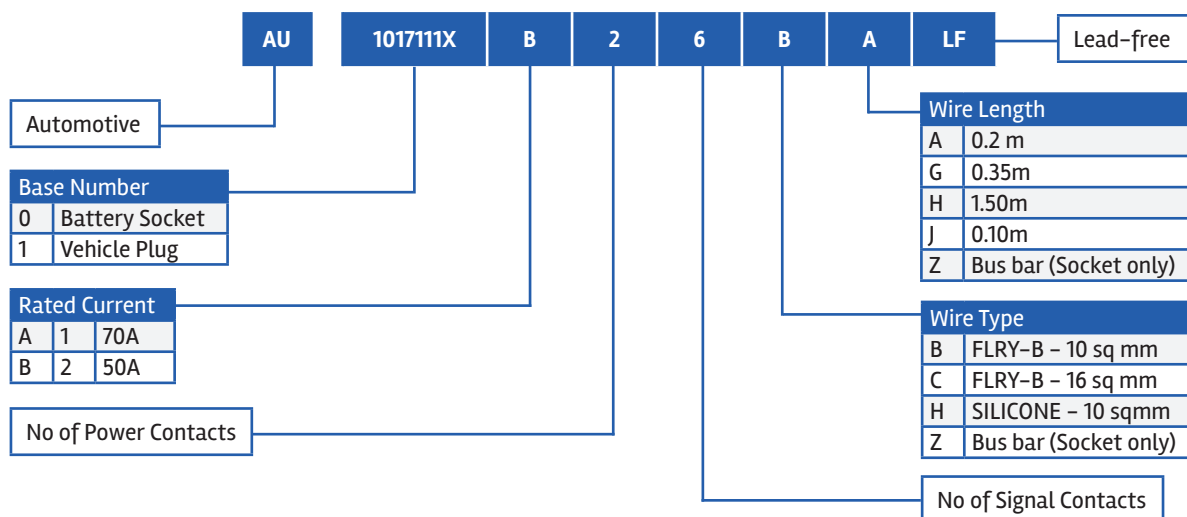 AU 1017111X B 2 6 B A LF
Lead-free
Automotive
Base Number
0 Battery Socket
1 Vehicle Plug
Rated Current
A 1 70A
B 2 50A
No of Power Contacts
Wire Length
A 0.2 m
G 0.35m
H 1.50m
J 0.10m
Z Bus bar (Socket only)
Wire Type
B FLRY-B - 10 sq mm
C FLRY-B - 16 sq mm
H SILICONE - 10 sqmm
Z Bus bar (Socket only)
No of Signal Contacts